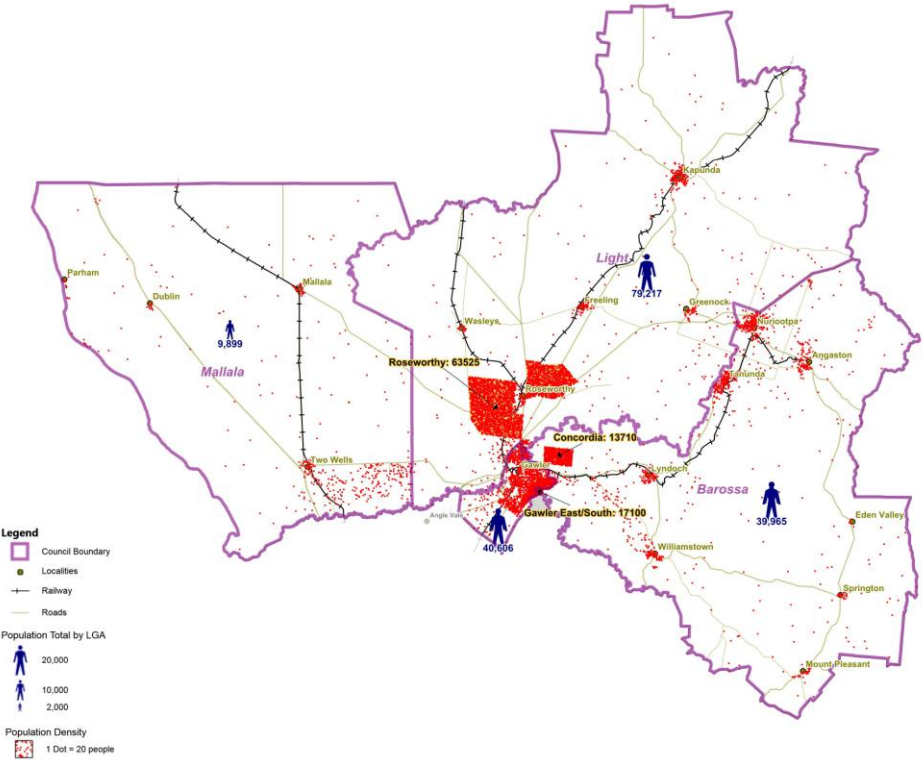 Kapunda
Light
79,217
Parham
Dublin
Mallala
9,899
Mallala
Freeling
Greenock
Wasleys
Nuriootpa
Angaston
Roseworthy: 63525
Roseworthy
Tanunda
Concordia: 13710
Two Wells
Gawler
Lyndoch
Barossa
39,965
Gawler East/South: 17100
Angle Vale
40,606
Eden Valley
Williamstown
Springton
Mount Pleasant
Legend
Council Boundary
Localities
Railway
Roads
Population Total by LGA
20,000
10,000
2,000
Population Density
1 Dot = 20 people